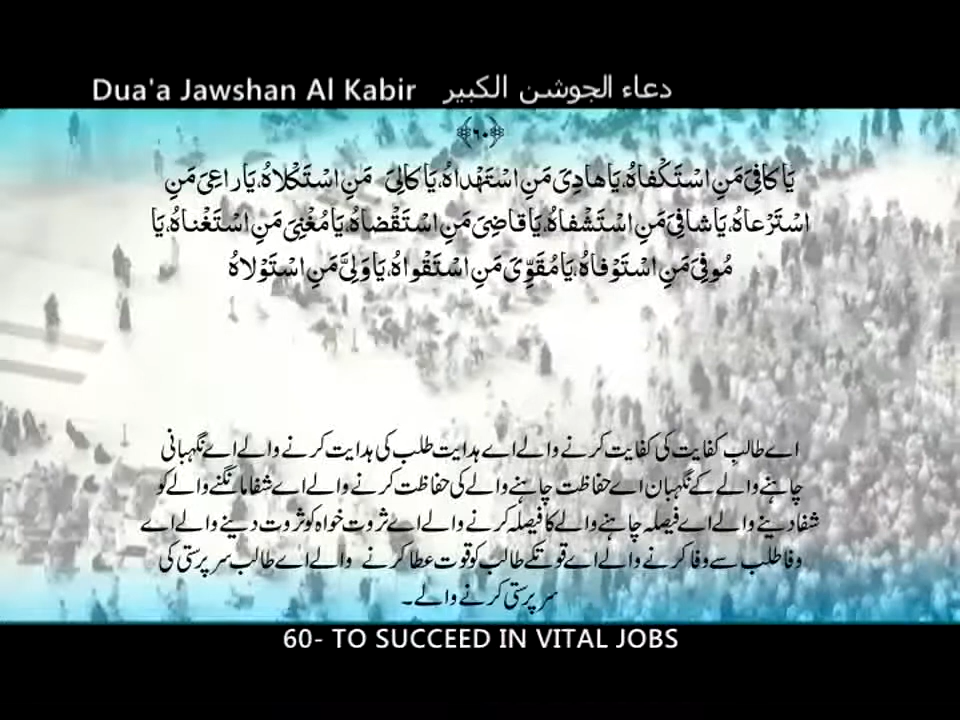 Dua'a Jawshan Al Kabir دعاء الجوشن الكبير
﴿٦٠﴾
يَا كَافِىَ مَنِ اسْتَكْفَاهُ، يَا هَادِىَ مَنِ اسْتَهْدَاهُ، يَا كَالِىَ مَنِ اسْتَكْلَاهُ، يَا رَاعِىَ مَنِ
اسْتَرْعَاهُ، يَا شَافِىَ مَنِ اسْتَشْفَاهُ، يَا قَاضِىَ مَنِ اسْتَقْضَاهُ، يَا مُغْنِىَ مَنِ اسْتَغْنَاهُ، يَا
مُوفِىَ مَنِ اسْتَوْفَاهُ، يَا مُقَوِّىَ مَنِ اسْتَقْوَاهُ، يَا وَلِىَّ مَنِ اسْتَوْلَاهُ
اے طالبِ کفایت کی کفایت کرنے والے اے ہدایت طلب کی ہدایت کرنے والے اے نگہبانی
چاہنے والے کے نگہبان اے حفاظت چاہنے والے کی حفاظت کرنے والے اے شفا مانگنے والے کو
شفا دینے والے اے فیصلہ چاہنے والے کا فیصلہ کرنے والے اے ثروت خواہ کو ثروت دینے والے اے
وفا طلب سے وفا کرنے والے اے قوت کے طالب کو قوت عطا کرنے والے اے طالب سرپرستی کی
سرپرستی کرنے والے۔
60- TO SUCCEED IN VITAL JOBS